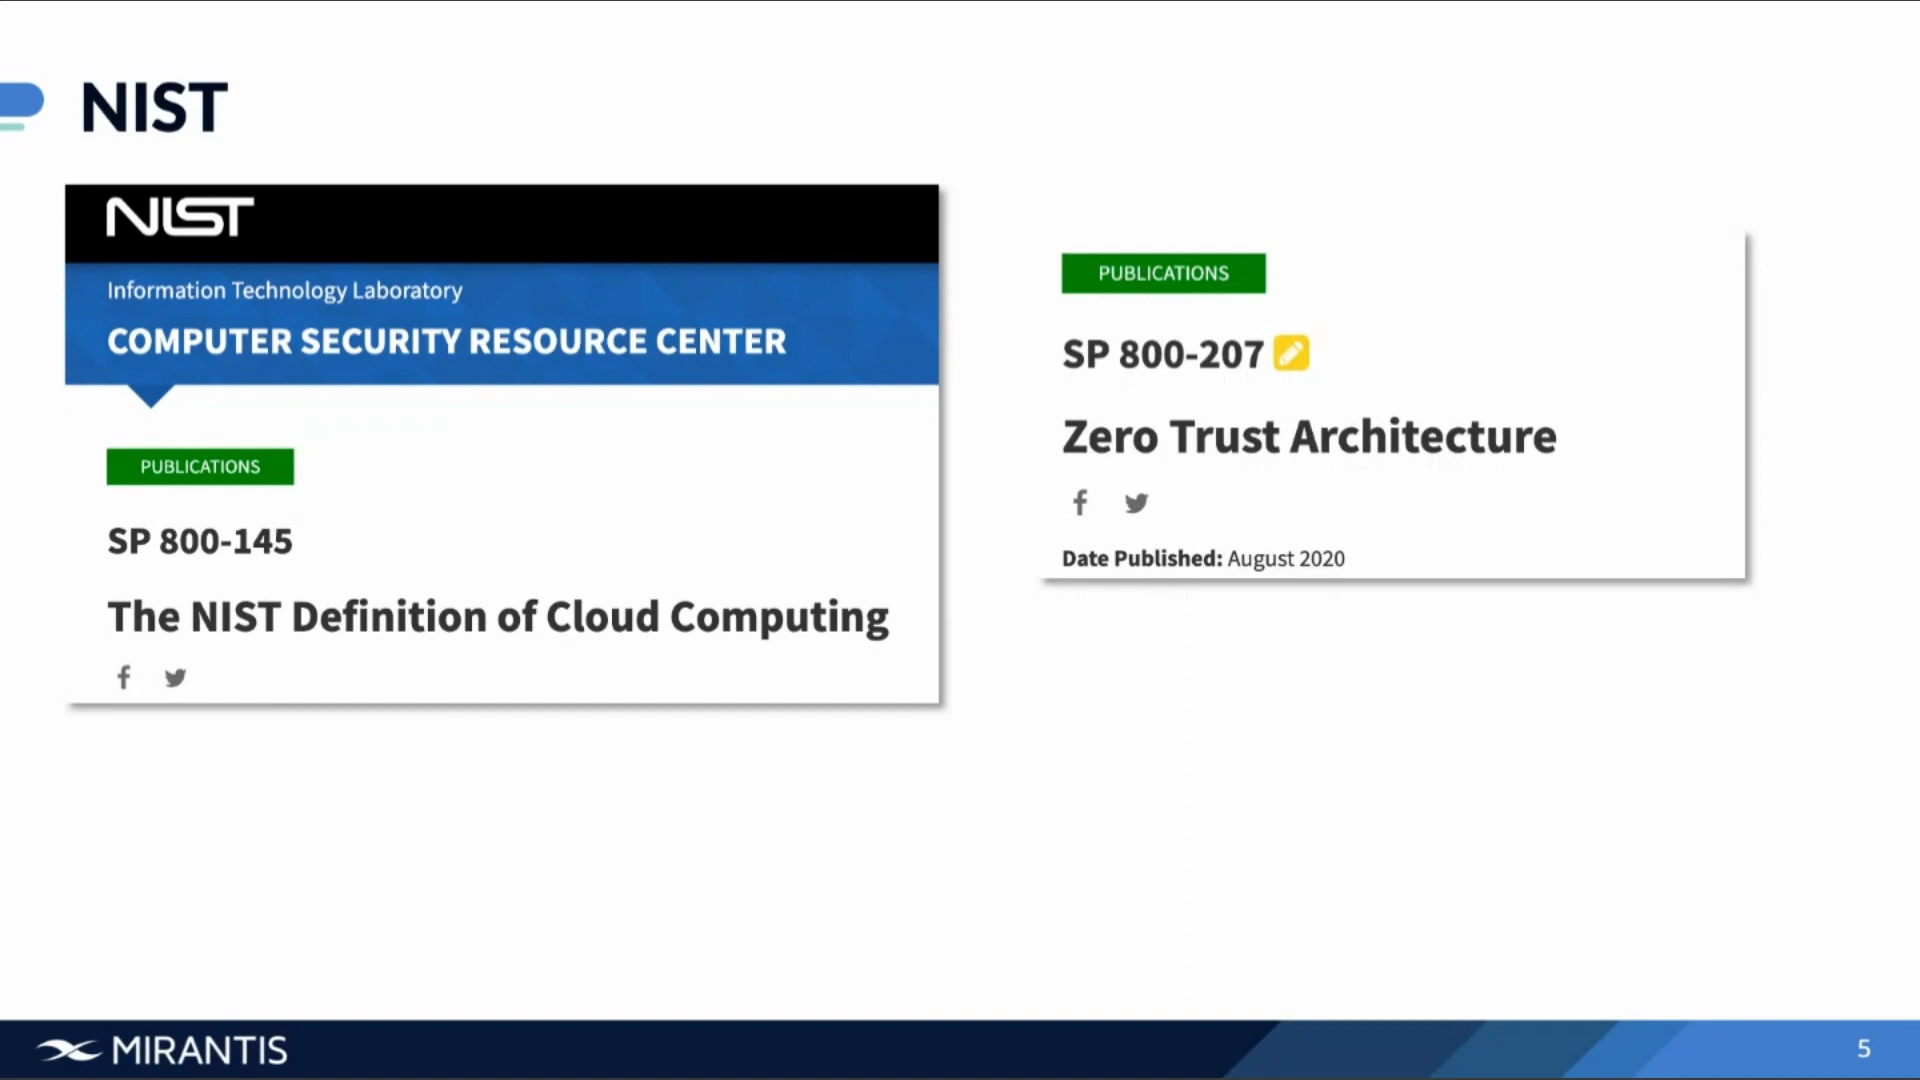 NIST
NIST
Information Technology Laboratory
COMPUTER SECURITY RESOURCE CENTER
PUBLICATIONS
SP 800-145
The NIST Definition of Cloud Computing
PUBLICATIONS
SP 800-207
Zero Trust Architecture
Date Published: August 2020
MIRANTIS
5